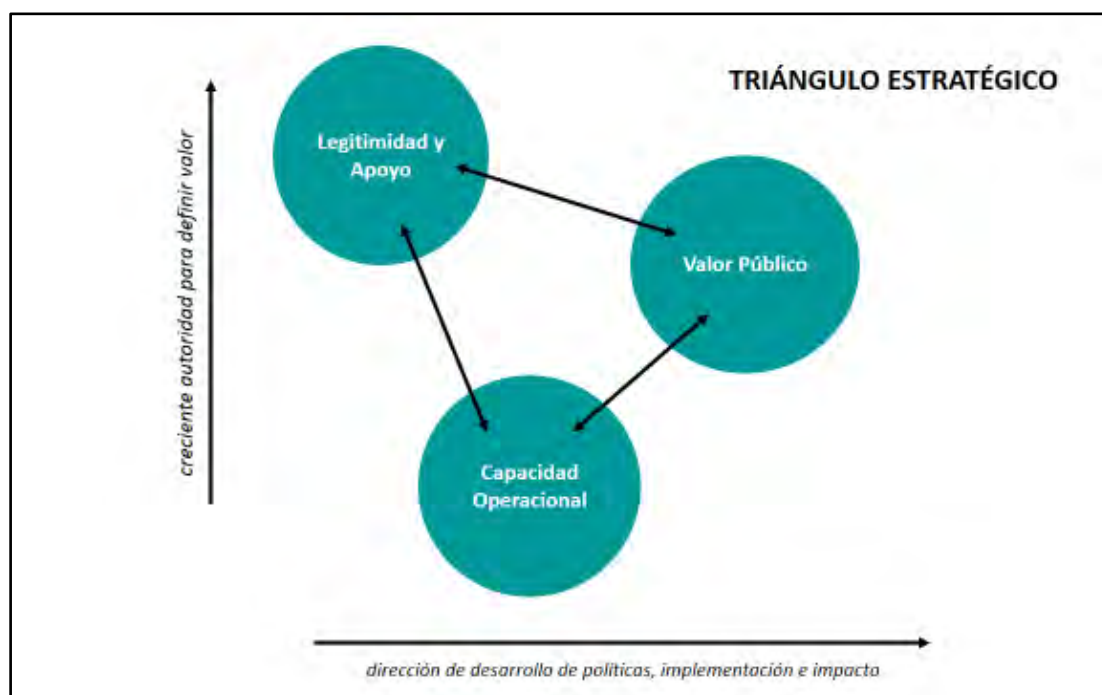 TRIÁNGULO ESTRATÉGICO
Legitimidad y
Apoyo
Valor Público
Capacidad
Operacional
creciente autoridad para definir valor
dirección de desarrollo de políticas, implementación e impacto